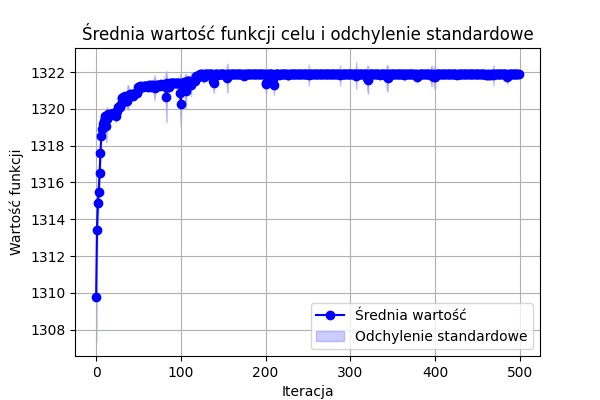 Średnia wartość funkcji celu i odchylenie standardowe
Wartość funkcji
1322
1320
1318
1316
1314
1312
1310
1308
Średnia wartość
Odchylenie standardowe
0 100 200 300 400 500
Iteracja